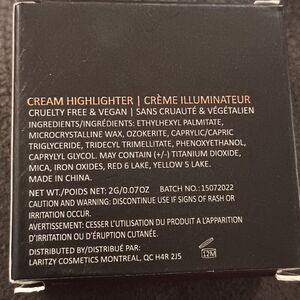 CREAM HIGHLIGHTER | CRÈME ILLUMINATEUR
CRUELTY FREE & VEGAN | SANS CRUAUTÉ & VÉGÉTALIEN
INGREDIENTS/INGRÉDIENTS: ETHYLHEXYL PALMITATE,
MICROCRYSTALLINE WAX, OZOKERITE, CAPRYLIC/CAPRIC
TRIGLYCERIDE, TRIDECYL TRIMELLITATE, PHENOXYETHANOL,
CAPRYLYL GLYCOL. MAY CONTAIN (+/-) TITANIUM DIOXIDE,
MICA, IRON OXIDES, RED 6 LAKE, YELLOW 5 LAKE.
MADE IN CHINA.
NET WT./POIDS NET: 2G/0.07OZ BATCH NO.: 15072022
CAUTION AND WARNING: DISCONTINUE USE IF SIGNS OF RASH OR
IRRITATION OCCUR.
AVERTISSEMENT: CESSER L'UTILISATION DU PRODUIT A L'APPARITION
D'IRRITATION OU D'ÉRUPTION CUTANEE.
DISTRIBUTED BY/DISTRIBUÉ PAR:
LARITZY COSMETICS MONTREAL, QC H4R 2J5
12M